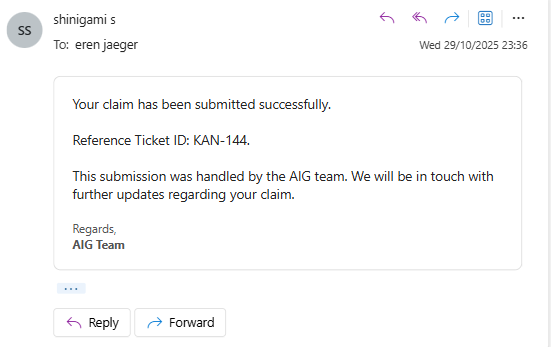 SS
shinigami s
To: eren jaeger
Wed 29/10/2025 23:36
Your claim has been submitted successfully.
Reference Ticket ID: KAN-144.
This submission was handled by the AIG team. We will be in touch with
further updates regarding your claim.
Regards,
AIG Team
Reply
Forward